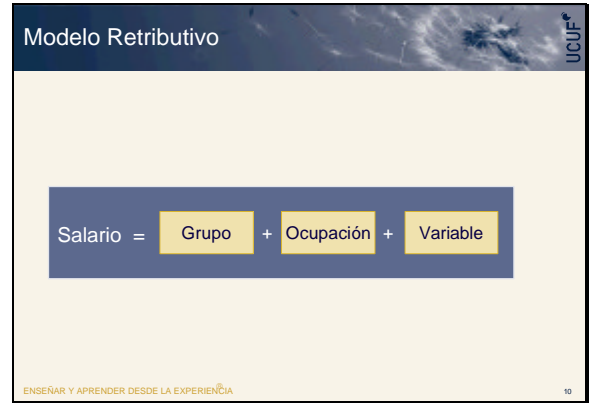 Modelo Retributivo
UCUF
Salario = Grupo + Ocupación + Variable
ENSEÑAR Y APRENDER DESDE LA EXPERIENCIA ®
10